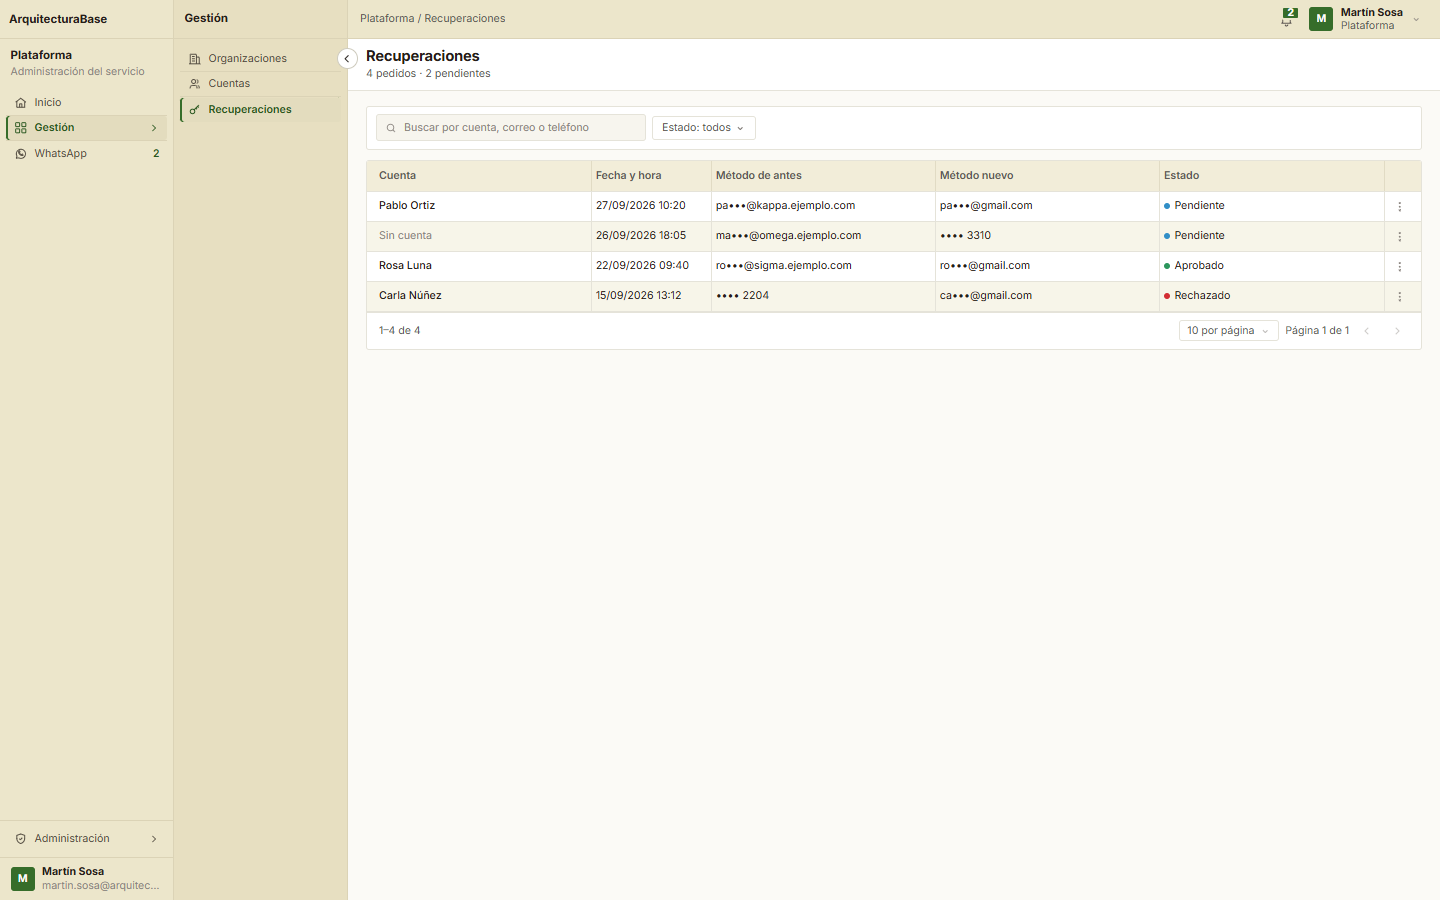 ArquitecturaBase
Plataforma
Administración del servicio
Inicio
Gestión
WhatsApp 2
Administración
M Martín Sosa
martin.sosa@arquitec...
Gestión
Organizaciones
Cuentas
Recuperaciones
Plataforma / Recuperaciones
2
M Martín Sosa
Plataforma
Recuperaciones
4 pedidos · 2 pendientes
Buscar por cuenta, correo o teléfono Estado: todos
Cuenta Fecha y hora Método de antes Método nuevo Estado
Pablo Ortiz 27/09/2026 10:20 pa•••@kappa.ejemplo.com pa•••@gmail.com Pendiente
Sin cuenta 26/09/2026 18:05 ma•••@omega.ejemplo.com •••• 3310 Pendiente
Rosa Luna 22/09/2026 09:40 ro•••@sigma.ejemplo.com ro•••@gmail.com Aprobado
Carla Núñez 15/09/2026 13:12 •••• 2204 ca•••@gmail.com Rechazado
1–4 de 4 10 por página Página 1 de 1